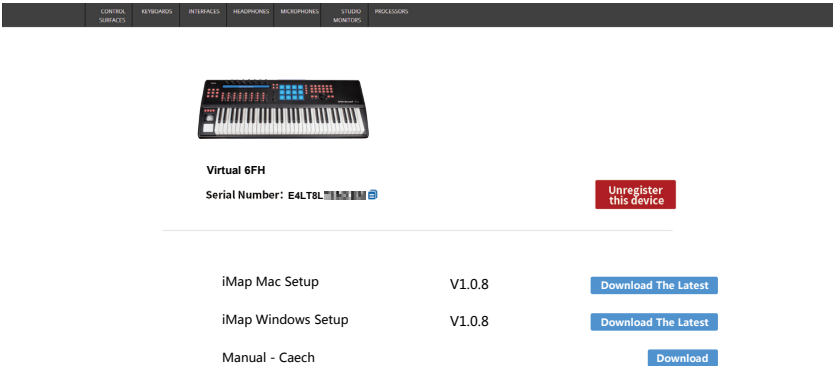 CONTROL SURFACES KEYBOARDS INTERFACES HEADPHONES MICROPHONES STUDIO MONITORS PROCESSORS
Virtual 6FH
Serial Number: E4LT8L
Unregister
this device
iMap Mac Setup V1.0.8 Download The Latest
iMap Windows Setup V1.0.8 Download The Latest
Manual - Caech Download